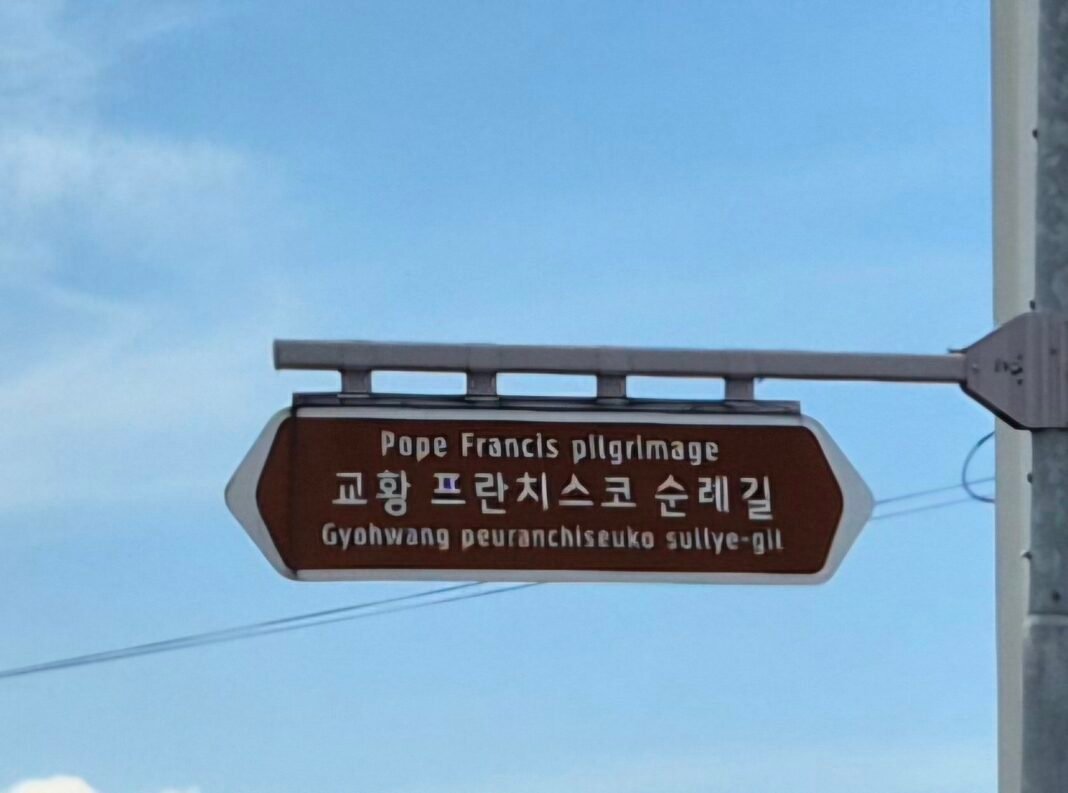 Pope Francis pilgrimage
교황 프란치스코 순례길
Gyohwang peuranchiseuko sullye-gil